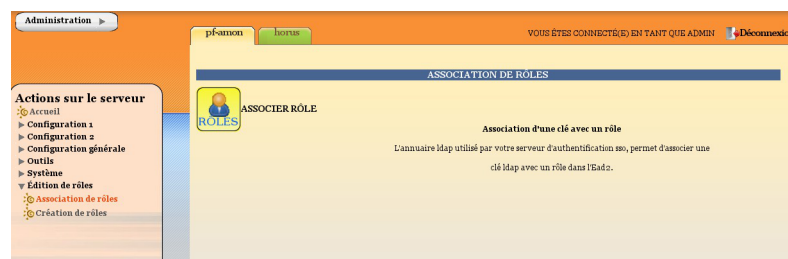 Administration
pf-amon
horus
VOUS ÊTES CONNECTÉ(E) EN TANT QUE ADMIN
Déconnexio
ASSOCIATION DE RÔLES
Actions sur le serveur
Accueil
Configuration 1
Configuration 2
Configuration générale
Outils
Système
Édition de rôles
Association de rôles
Création de rôles
RÔLES
ASSOCIER RÔLE
Association d'une clé avec un rôle
L'annuaire ldap utilisé par votre serveur d'authentification sso, permet d'associer une
clé ldap avec un rôle dans l'Ead2.